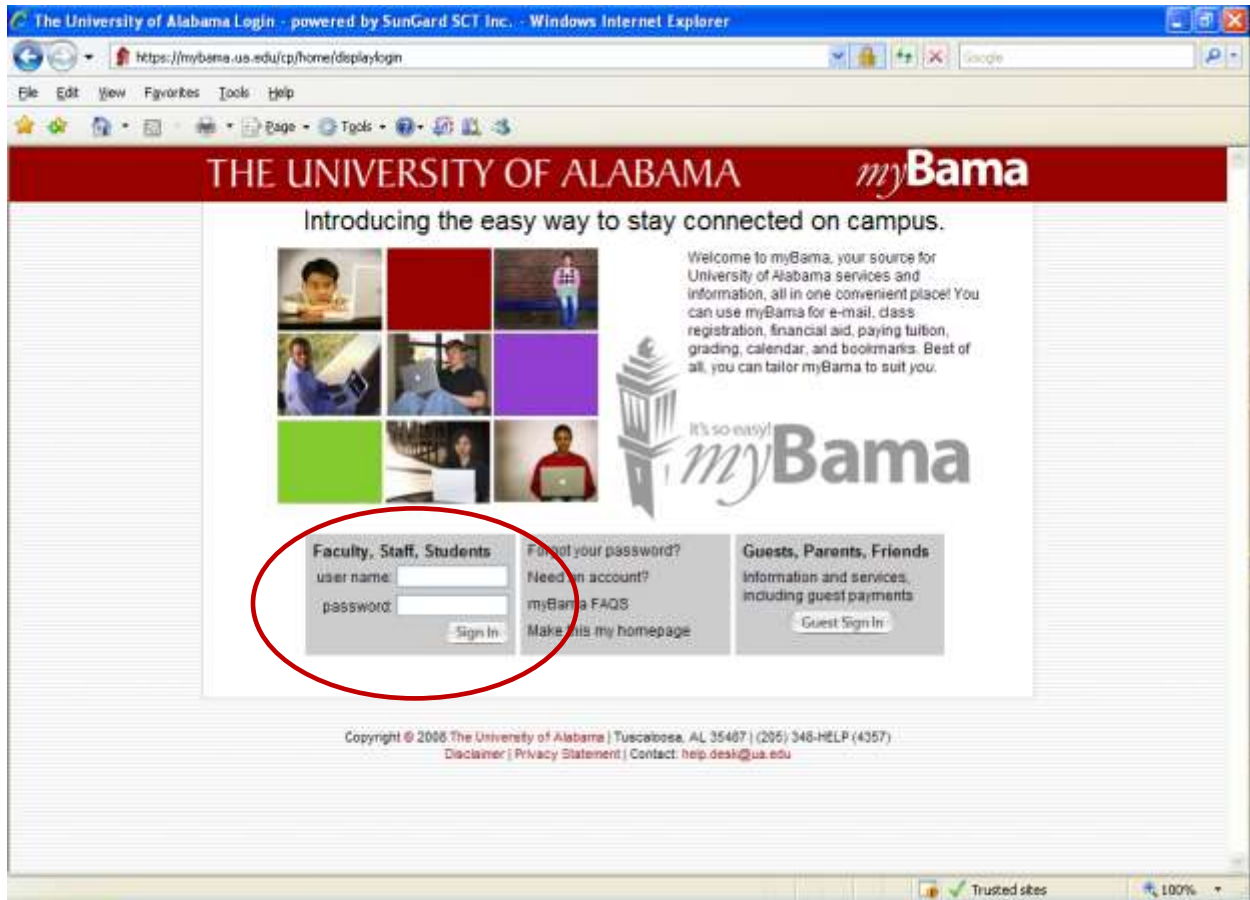 The University of Alabama Login - powered by SunGard SCT Inc. - Windows Internet Explorer
https://mybama.ua.edu/cp/home/displaylogin
Google
File Edit View Favorites Tools Help
Page Tools
THE UNIVERSITY OF ALABAMA myBama
Introducing the easy way to stay connected on campus.
Welcome to myBama, your source for
University of Alabama services and
information, all in one convenient place! You
can use myBama for e-mail, class
registration, financial aid, paying tuition,
grading, calendar, and bookmarks. Best of
all, you can tailor myBama to suit you.
it's so easy!
myBama
Faculty, Staff, Students
user name:
password:
Sign In
Forgot your password?
Need an account?
myBama FAQS
Make this my homepage
Guests, Parents, Friends
Information and services,
including guest payments
Guest Sign In
Copyright © 2006 The University of Alabama | Tuscaloosa, AL 35487 | (205) 348-HELP (4357)
Disclaimer | Privacy Statement | Contact: help.desk@ua.edu
Trusted sites 100%